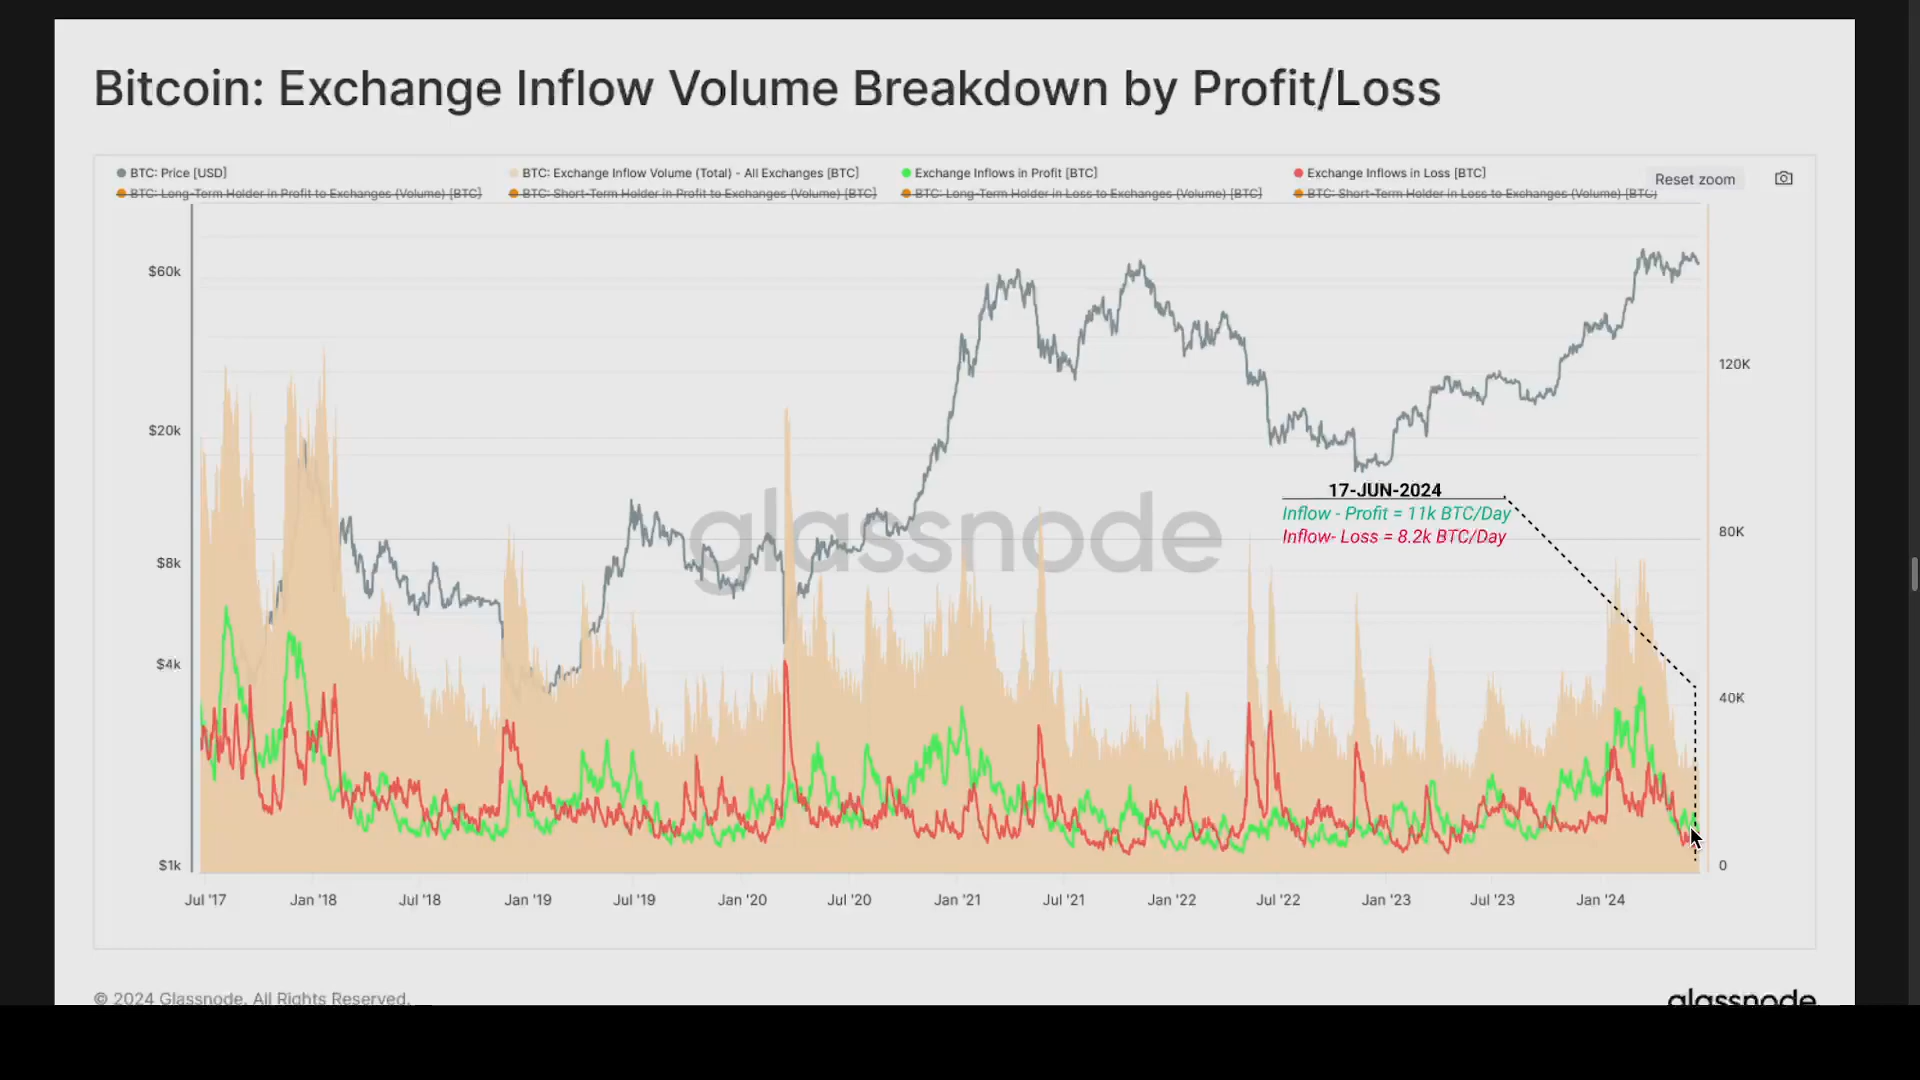 Bitcoin: Exchange Inflow Volume Breakdown by Profit/Loss
BTC: Price [USD]
BTC: Exchange Inflow Volume (Total) - All Exchanges [BTC]
Exchange Inflows in Profit [BTC]
Exchange Inflows in Loss [BTC]
Reset zoom
BTC: Long-Term Holder in Profit to Exchanges (Volume) [BTC]
BTC: Short-Term Holder in Profit to Exchanges (Volume) [BTC]
BTC: Long-Term Holder in Loss to Exchanges (Volume) [BTC]
BTC: Short-Term Holder in Loss to Exchanges (Volume) [BTC]
$60k
$20k
$8k
$4k
$1k
120K
80K
40K
0
glassnode
17-JUN-2024
Inflow - Profit = 11k BTC/Day
Inflow- Loss = 8.2k BTC/Day
Jul '17
Jan '18
Jul '18
Jan '19
Jul '19
Jan '20
Jul '20
Jan '21
Jul '21
Jan '22
Jul '22
Jan '23
Jul '23
Jan '24
© 2024 Glassnode. All Rights Reserved.
glassnode